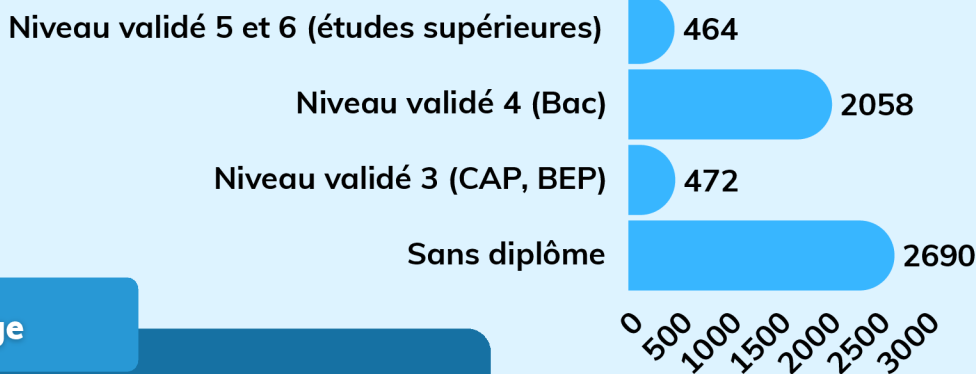 Niveau validé 5 et 6 (études supérieures) 464
Niveau validé 4 (Bac) 2058
Niveau validé 3 (CAP, BEP) 472
Sans diplôme 2690
0 500 1000 1500 2000 2500 3000
ge